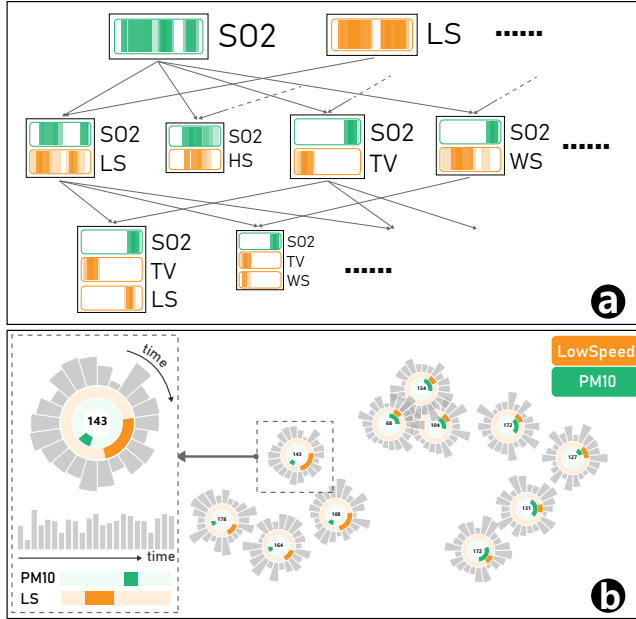 SO2 LS ......
SO2 SO2 SO2 SO2
LS HS TV WS ......
SO2 SO2
TV TV
LS WS ......
a
time
143
time
PM10
LS
LowSpeed
PM10
154
68 104 172
143 127
178 108 131
164 172
b